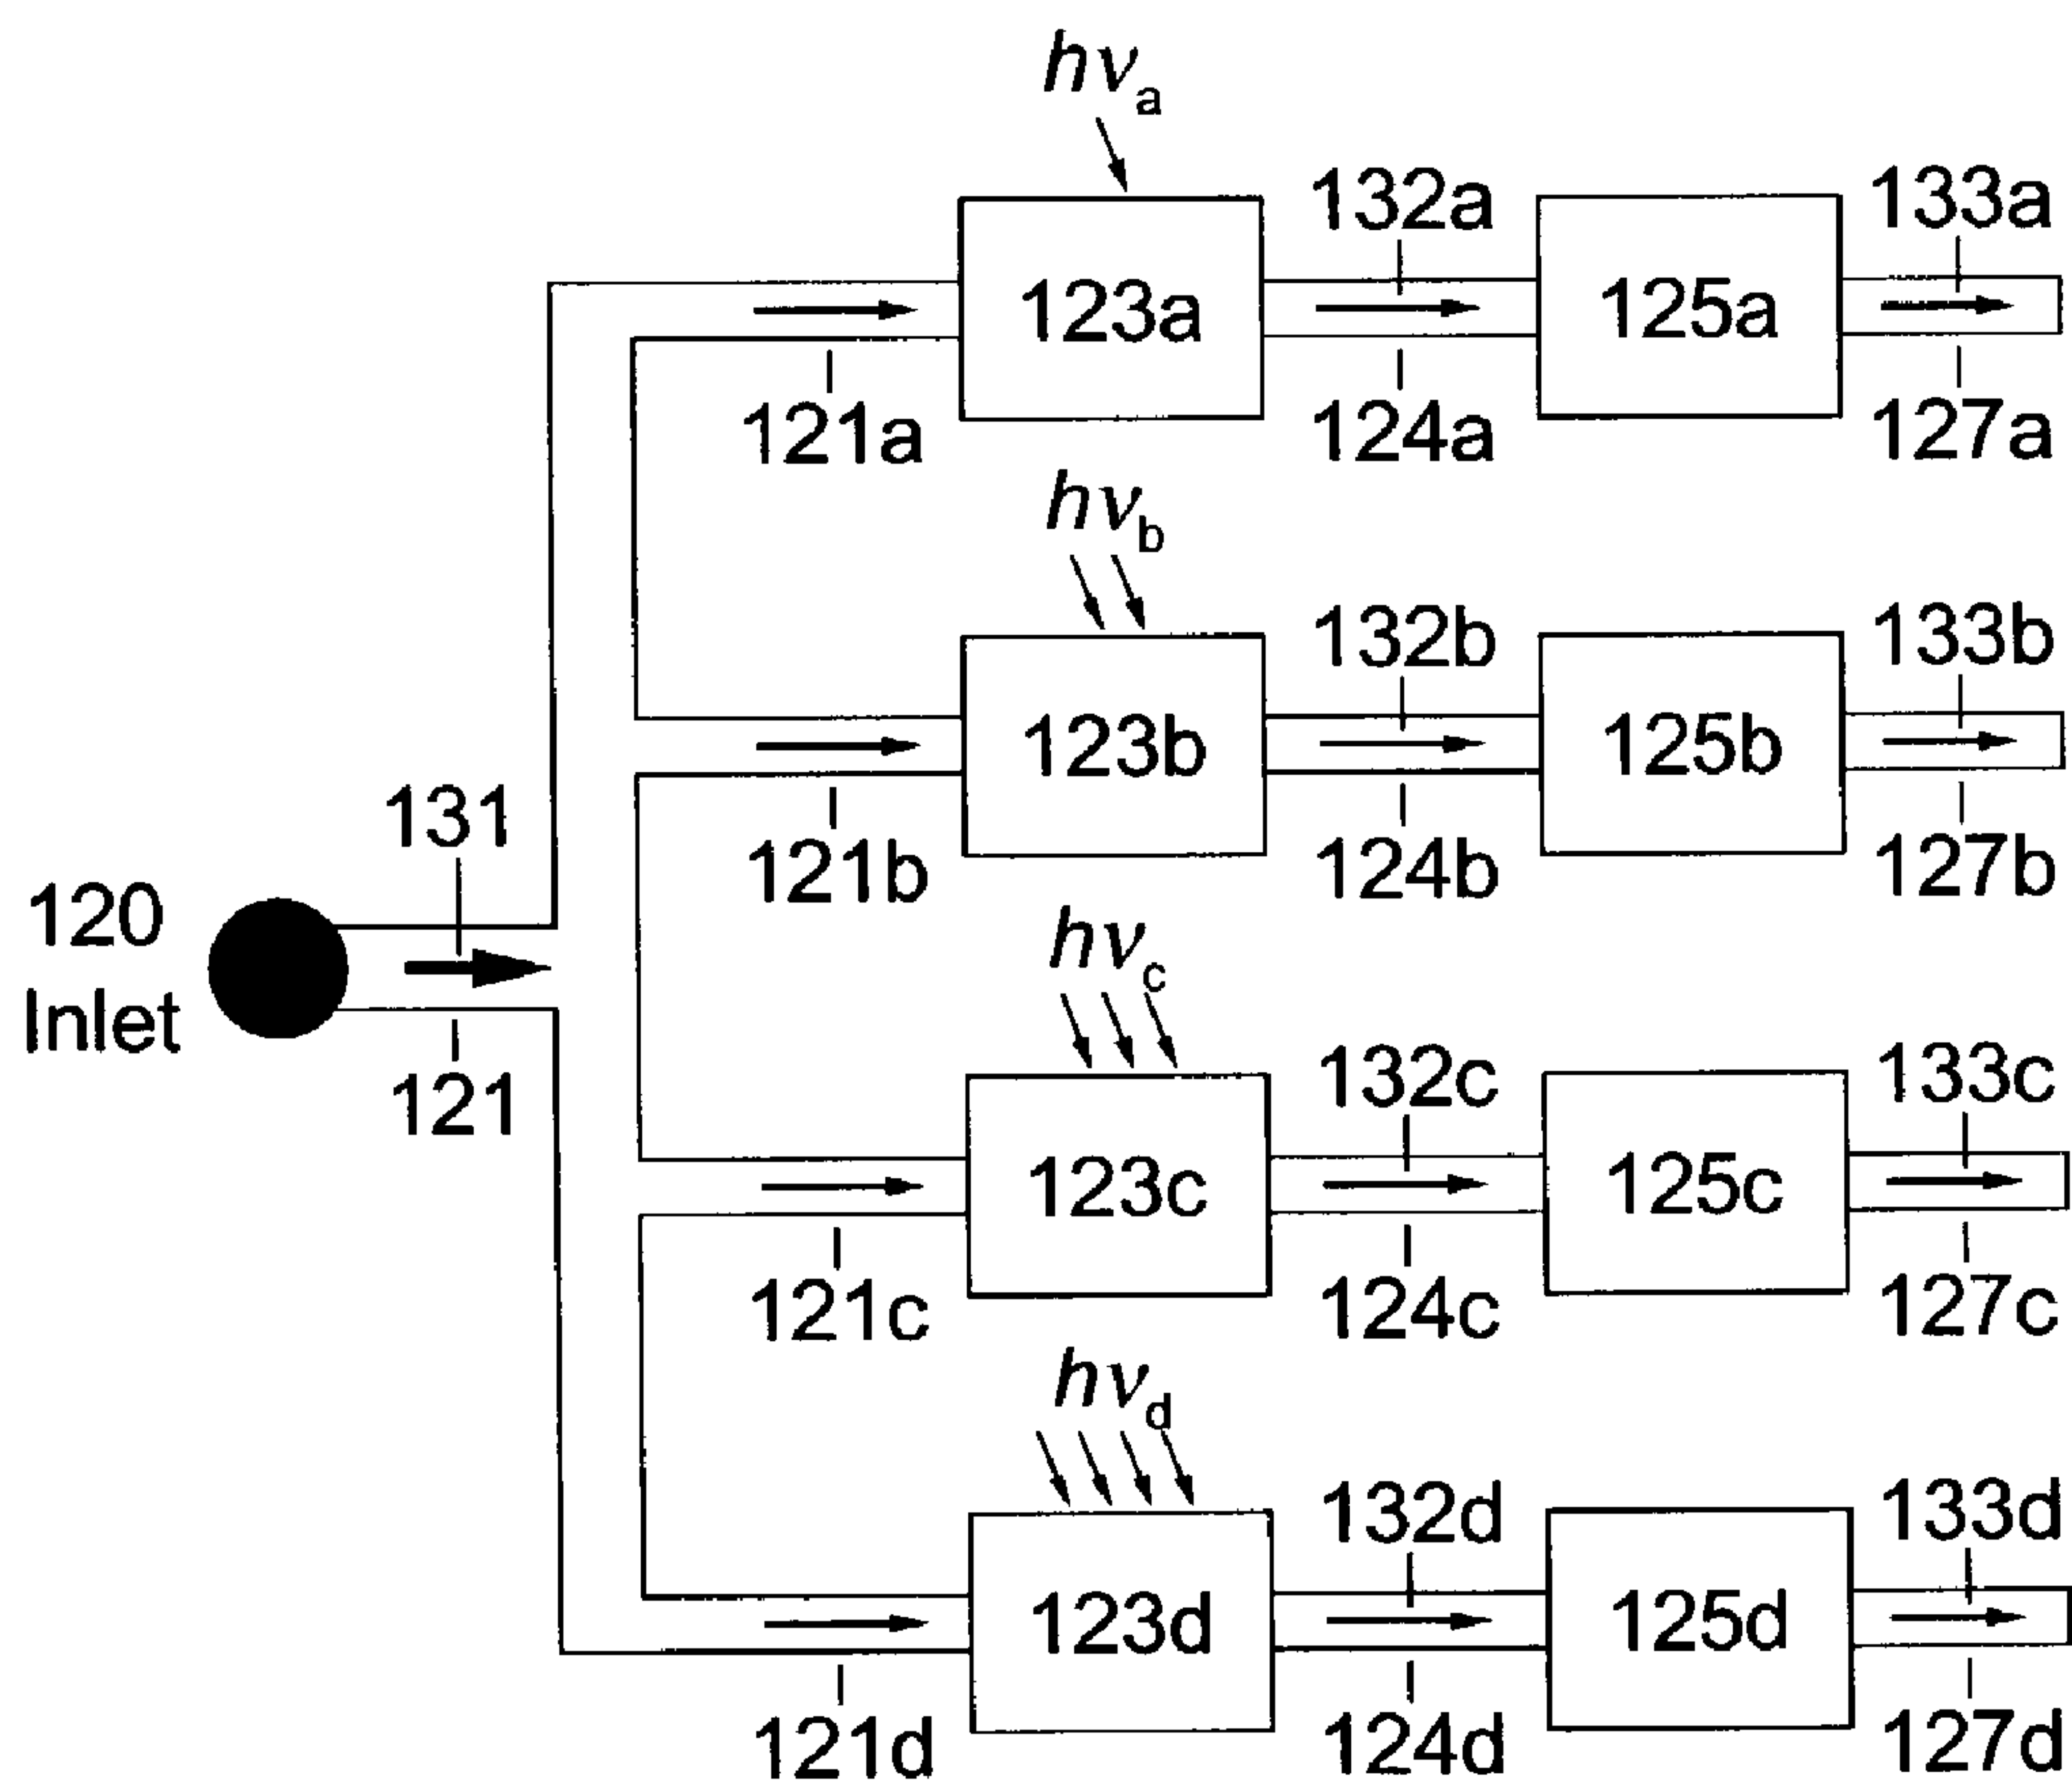 hνa
132a 133a
123a 125a
121a 124a 127a
hνb
132b 133b
123b 125b
131
121b 124b 127b
120
Inlet
hνc
121
132c 133c
123c 125c
121c 124c 127c
hνd
132d 133d
123d 125d
121d 124d 127d